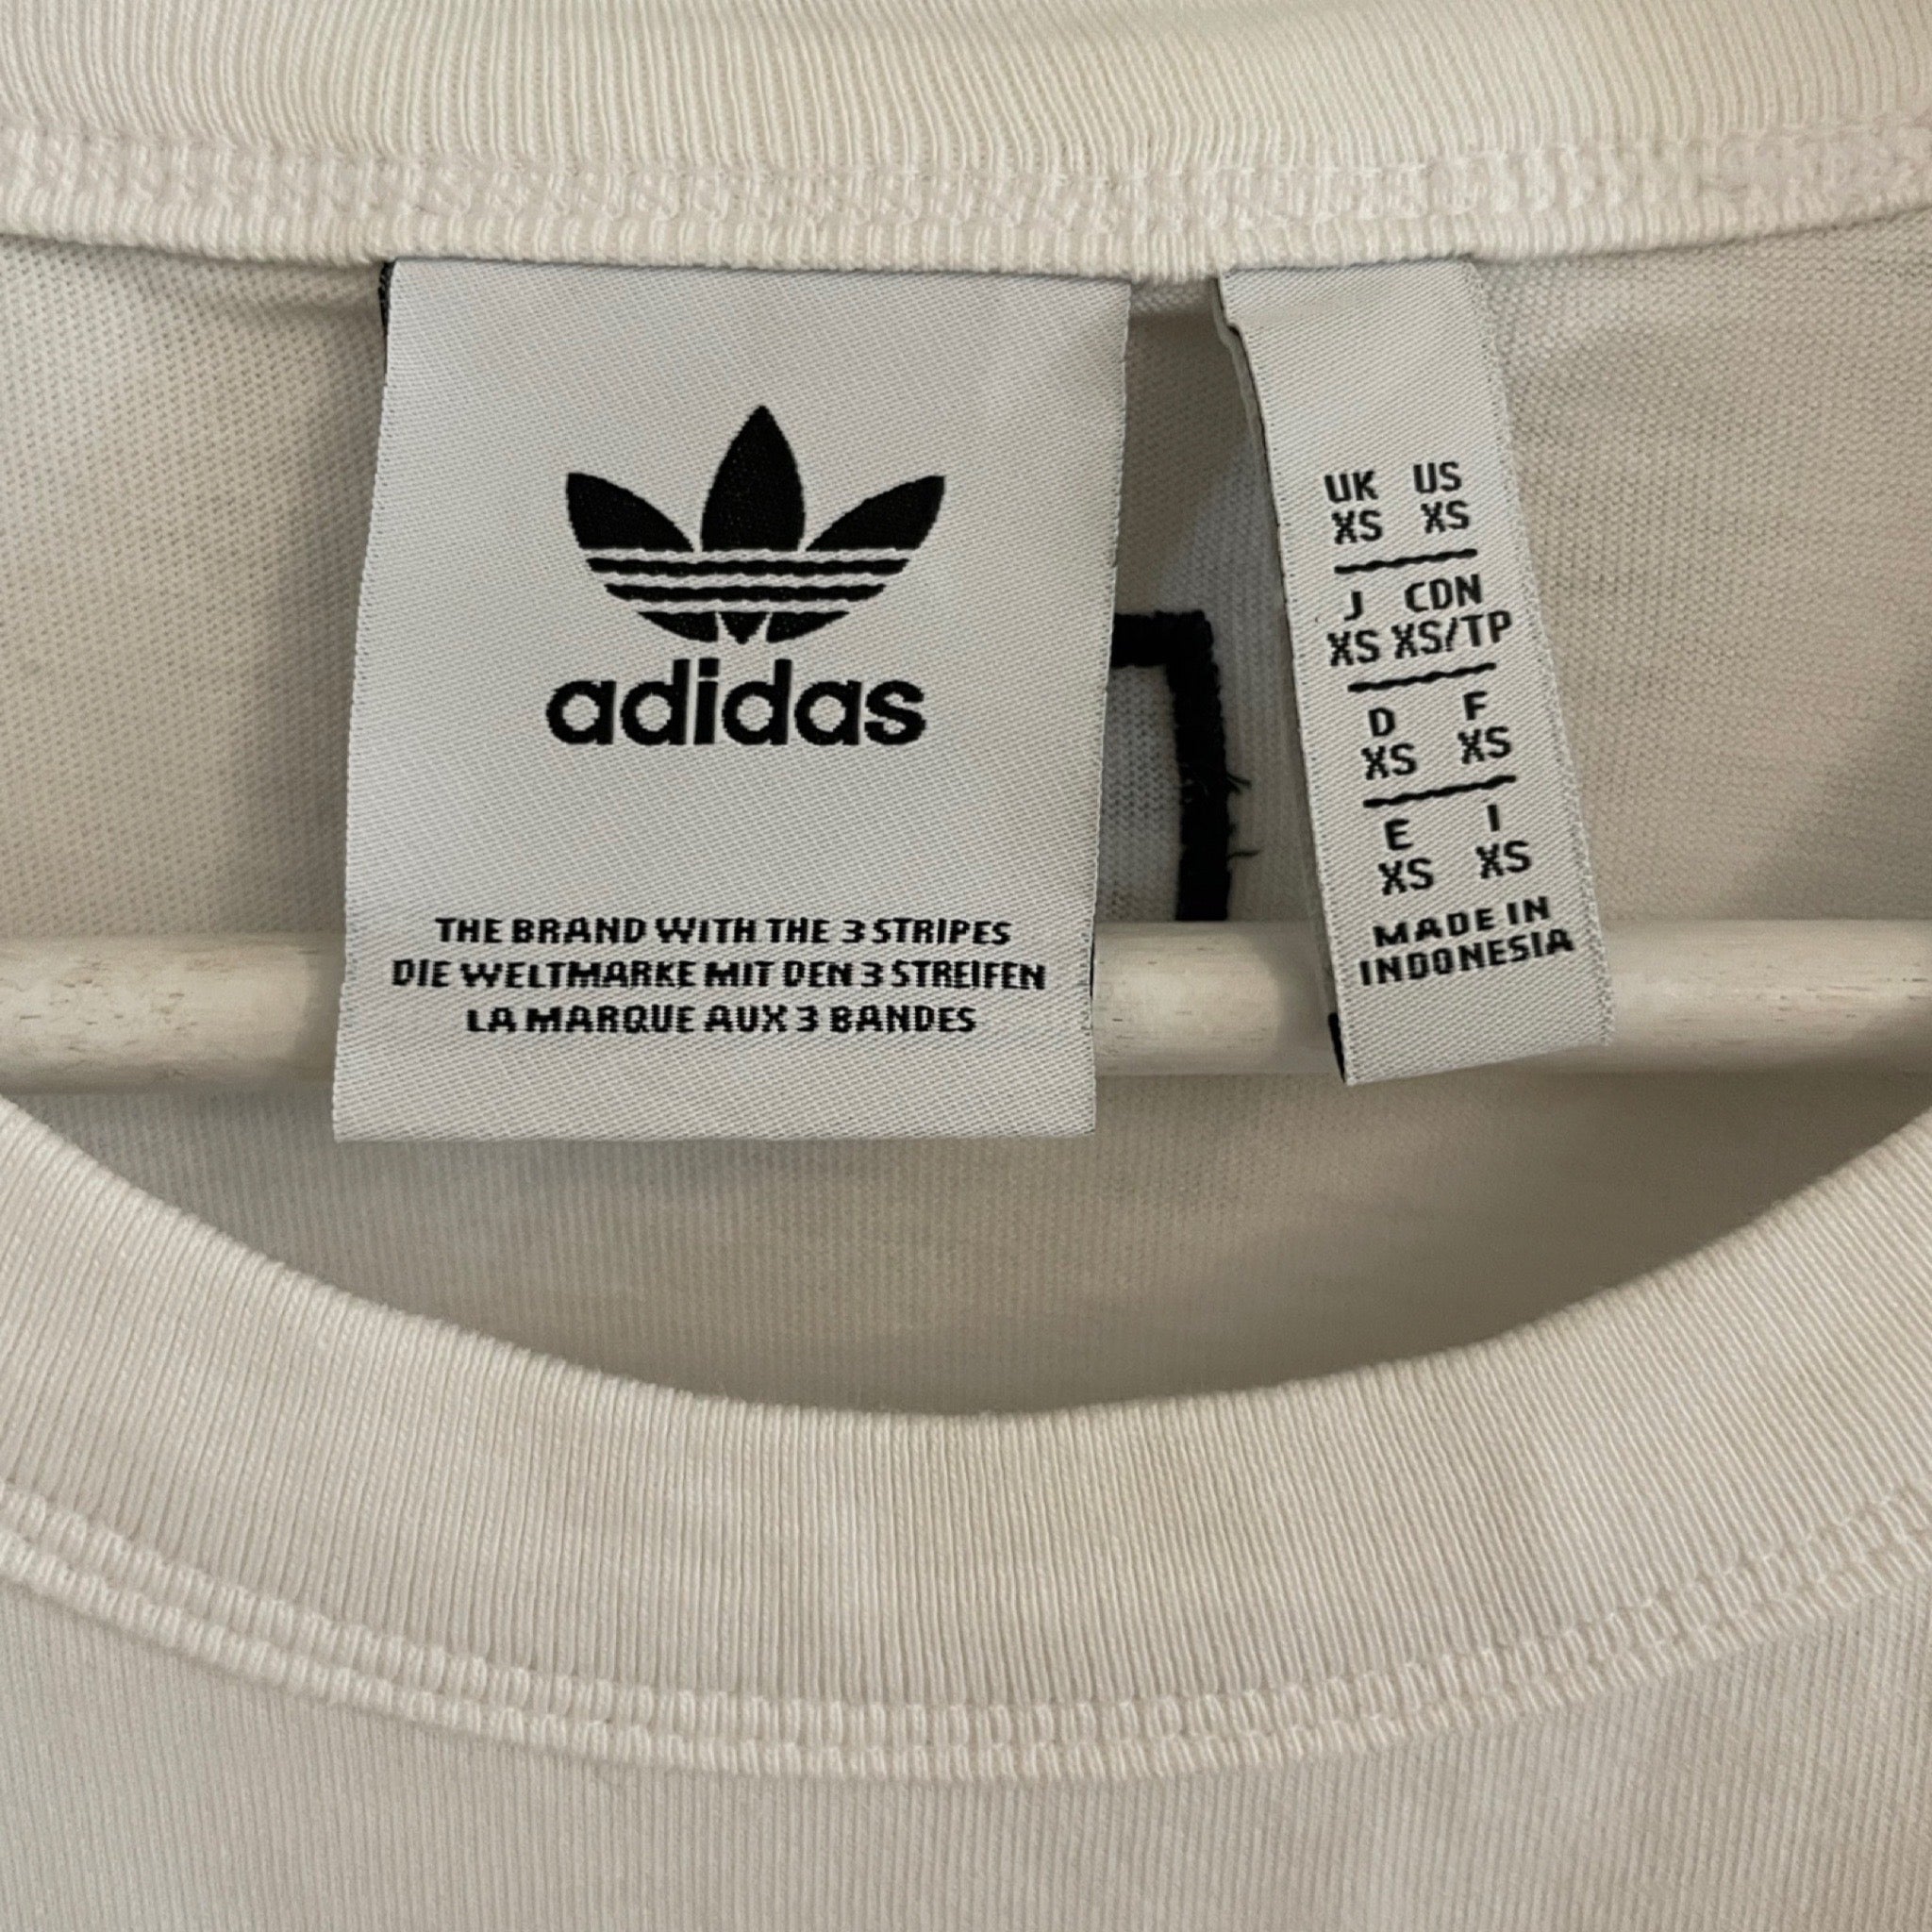 adidas
THE BRAND WITH THE 3 STRIPES
DIE WELTMARKE MIT DEN 3 STREIFEN
LA MARQUE AUX 3 BANDES
UK US
XS XS
J CDN
XS XS/TP
D F
XS XS
E I
XS XS
MADE IN
INDONESIA